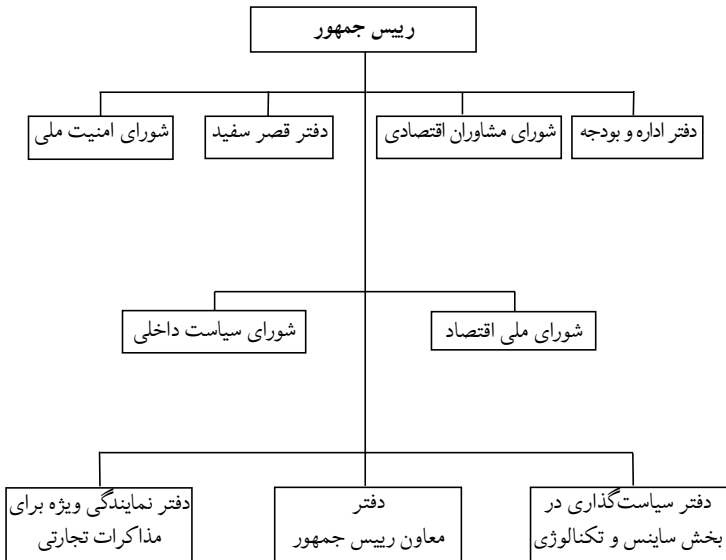 رییس جمهور
دفتر اداره و بودجه
شورای مشاوران اقتصادی
دفتر قصر سفید
شورای امنیت ملی
شورای ملی اقتصاد
شورای سیاست داخلی
دفتر سیاست‌گذاری در
بخش ساینس و تکنالوژی
دفتر
معاون رییس جمهور
دفتر نمایندگی ویژه برای
مذاکرات تجارتی